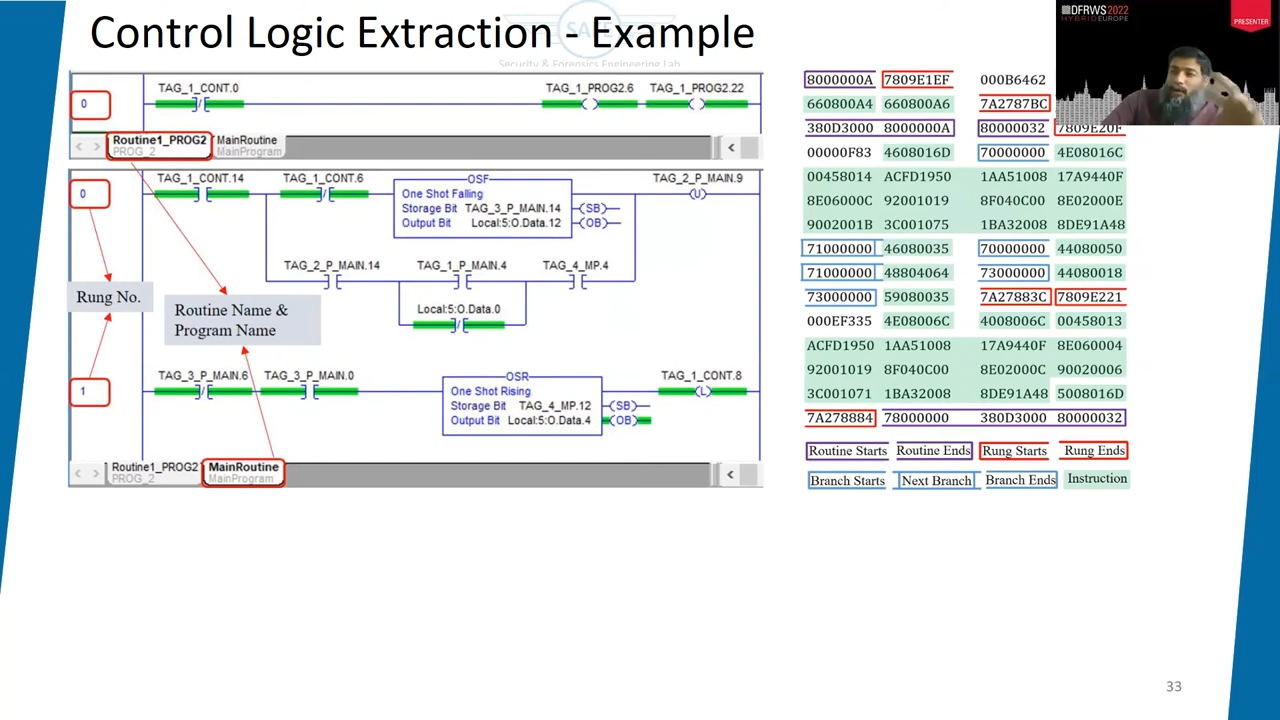 Control Logic Extraction - Example
SAFE
Security & Forensics Engineering Lab
DFRWS 2022
HYBRID EUROPE
PRESENTER
TAG_1_CONT.0
TAG_1_PROG2.6
TAG_1_PROG2.22
0
Routine1_PROG2
PROG_2
MainRoutine
MainProgram
<
TAG_1_CONT.14
TAG_1_CONT.6
OSF
One Shot Falling
Storage Bit TAG_3_P_MAIN.14
Output Bit Local:5:O.Data.12
SB
OB
TAG_2_P_MAIN.9
U
0
TAG_2_P_MAIN.14
TAG_1_P_MAIN.4
TAG_4_MP.4
Local:5:O.Data.0
Rung No.
Routine Name &
Program Name
TAG_3_P_MAIN.6
TAG_3_P_MAIN.0
OSR
One Shot Rising
Storage Bit TAG_4_MP.12
Output Bit Local:5:O.Data.4
SB
OB
TAG_1_CONT.8
L
1
Routine1_PROG2
PROG_2
MainRoutine
MainProgram
<
8000000A 7809E1EF 000B6462
660800A4 660800A6 7A2787BC
380D3000 8000000A 80000032 7809E20F
00000F83 4608016D 70000000 4E08016C
00458014 ACFD1950 1AA51008 17A9440F
8E06000C 92001019 8F040C00 8E02000E
9002001B 3C001075 1BA32008 8DE91A48
71000000 46080035 70000000 44080050
71000000 48804064 73000000 44080018
73000000 59080035 7A27883C 7809E221
000EF335 4E08006C 4008006C 00458013
ACFD1950 1AA51008 17A9440F 8E060004
92001019 8F040C00 8E02000C 90020006
3C001071 1BA32008 8DE91A48 5008016D
7A278884 78000000 380D3000 80000032
Routine Starts Routine Ends Rung Starts Rung Ends
Branch Starts Next Branch Branch Ends Instruction
33